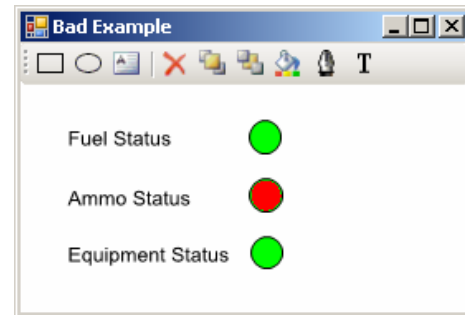 Bad Example
T
Fuel Status
Ammo Status
Equipment Status